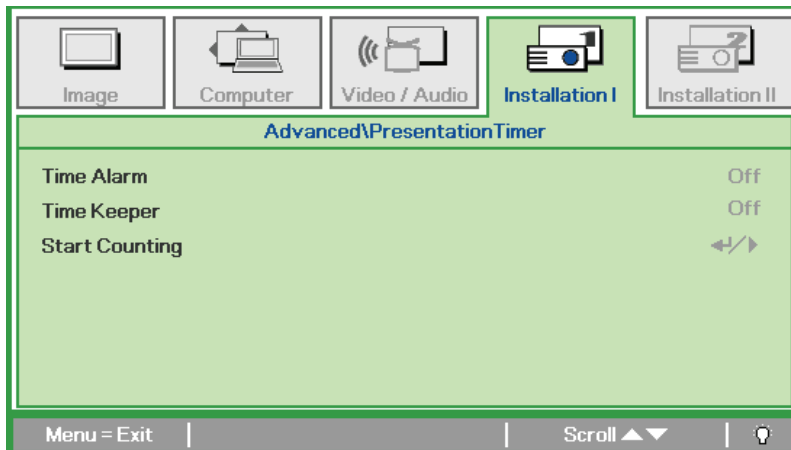 Image
Computer
Video / Audio
Installation I
Installation II
Advanced\PresentationTimer
Time Alarm Off
Time Keeper Off
Start Counting ↵/▶
Menu = Exit Scroll ▲▼